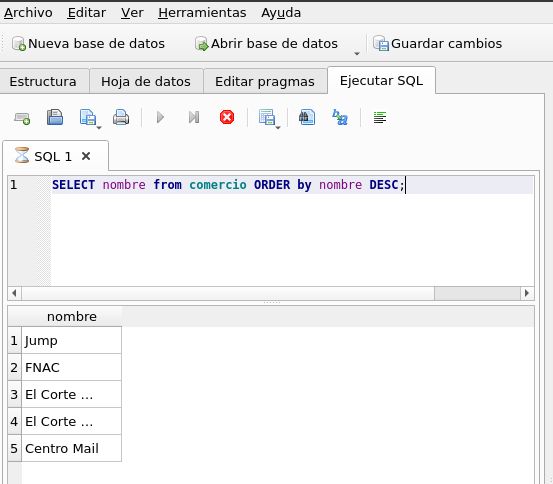 Archivo Editar Ver Herramientas Ayuda
Nueva base de datos Abrir base de datos Guardar cambios
Estructura Hoja de datos Editar pragmas Ejecutar SQL
SQL 1
1 SELECT nombre from comercio ORDER by nombre DESC;
nombre
1 Jump
2 FNAC
3 El Corte ...
4 El Corte ...
5 Centro Mail